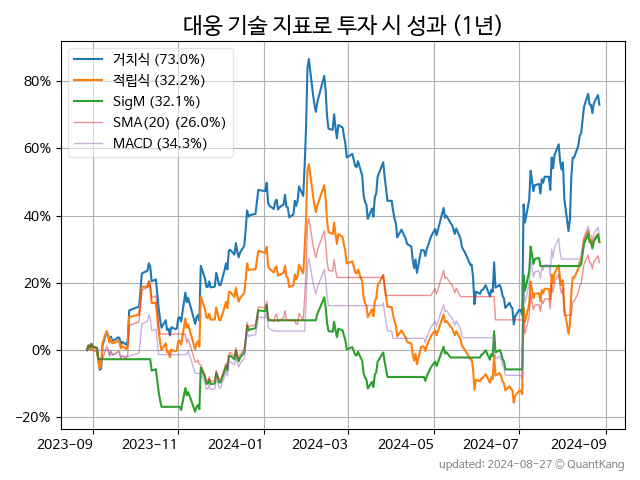 대웅 기술 지표로 투자 시 성과 (1년)
거치식 (73.0%)
적립식 (32.2%)
SigM (32.1%)
SMA(20) (26.0%)
MACD (34.3%)
80%
60%
40%
20%
0%
−20%
2023-09 2023-11 2024-01 2024-03 2024-05 2024-07 2024-09
updated: 2024-08-27 ⓒ QuantKang